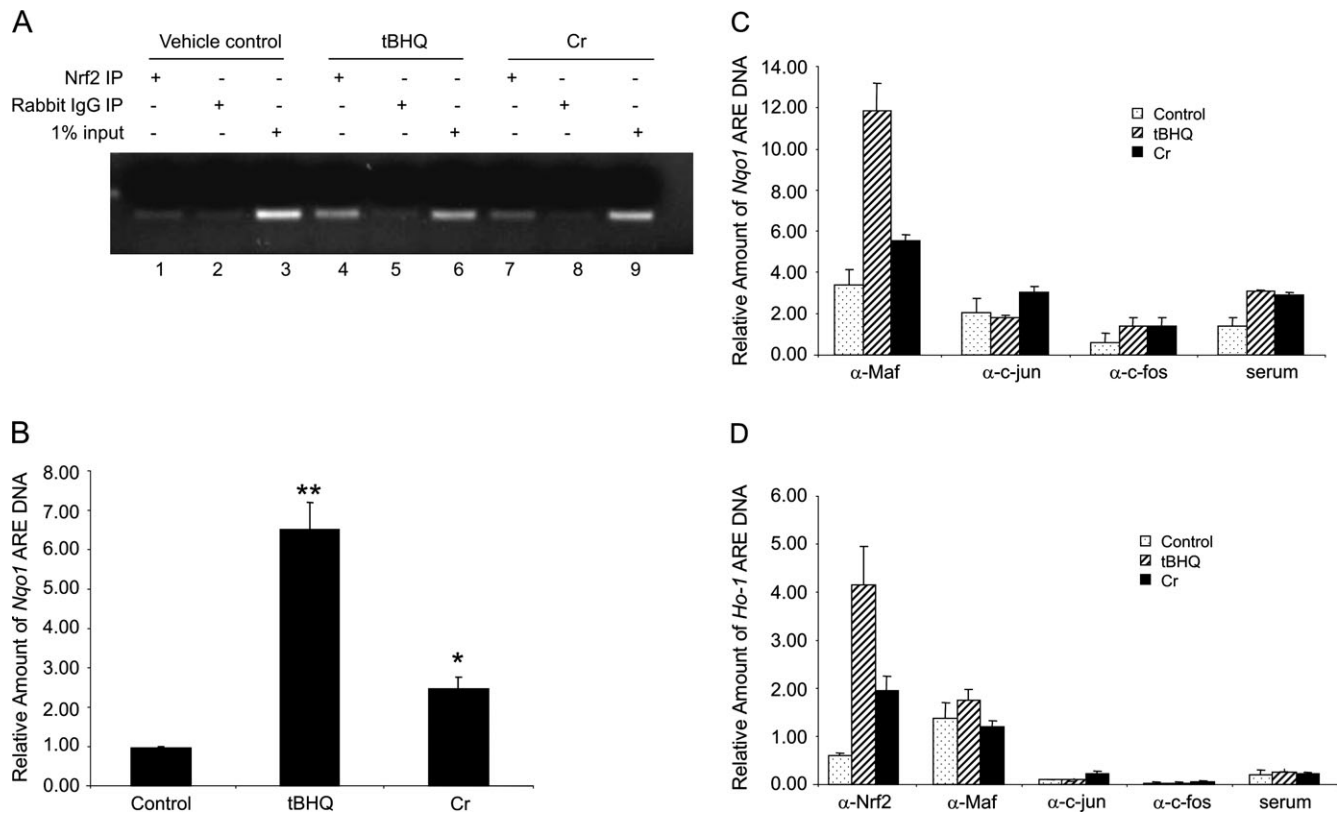 A
Vehicle control tBHQ Cr
Nrf2 IP + - - + - - + - -
Rabbit IgG IP - + - - + - - + -
1% input - - + - - + - - +
1 2 3 4 5 6 7 8 9
B
Relative Amount of Nqo1 ARE DNA
8.00
7.00
6.00
5.00
4.00
3.00
2.00
1.00
0.00
**
*
Control tBHQ Cr
C
Relative Amount of Nqo1 ARE DNA
14.00
12.00
10.00
8.00
6.00
4.00
2.00
0.00
Control
tBHQ
Cr
α-Maf α-c-jun α-c-fos serum
D
Relative Amount of Ho-1 ARE DNA
6.00
5.00
4.00
3.00
2.00
1.00
0.00
Control
tBHQ
Cr
α-Nrf2 α-Maf α-c-jun α-c-fos serum